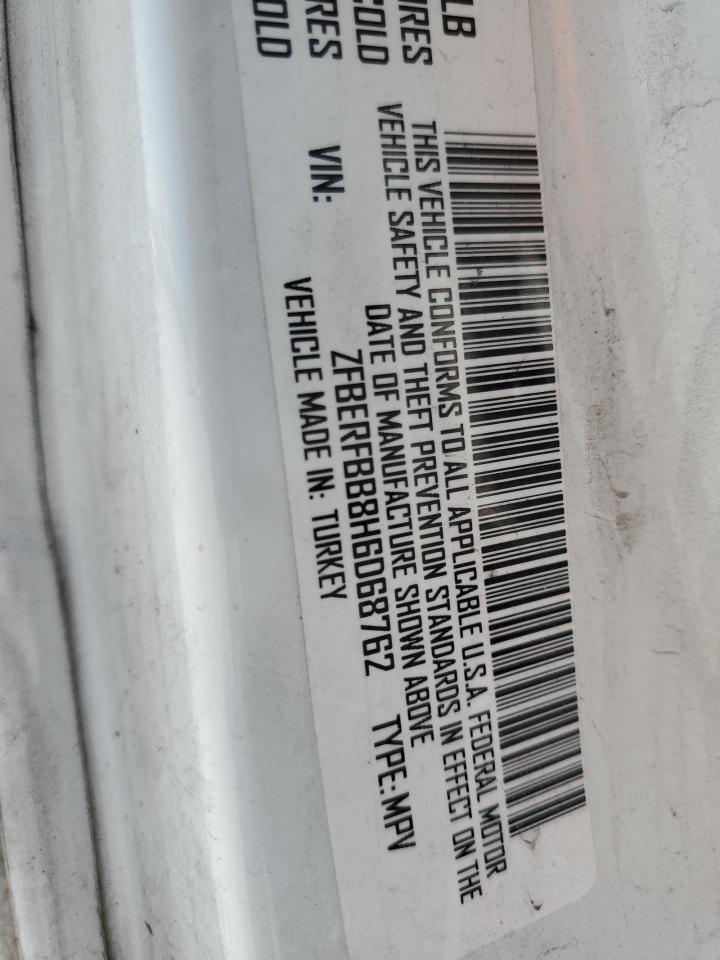 LB
IRES
COLD
RES
OLD
THIS VEHICLE CONFORMS TO ALL APPLICABLE U.S.A. FEDERAL MOTOR
VEHICLE SAFETY AND THEFT PREVENTION STANDARDS IN EFFECT ON THE
DATE OF MANUFACTURE SHOWN ABOVE
VIN: ZFBERFBB8H6D68762 TYPE: MPV
VEHICLE MADE IN: TURKEY